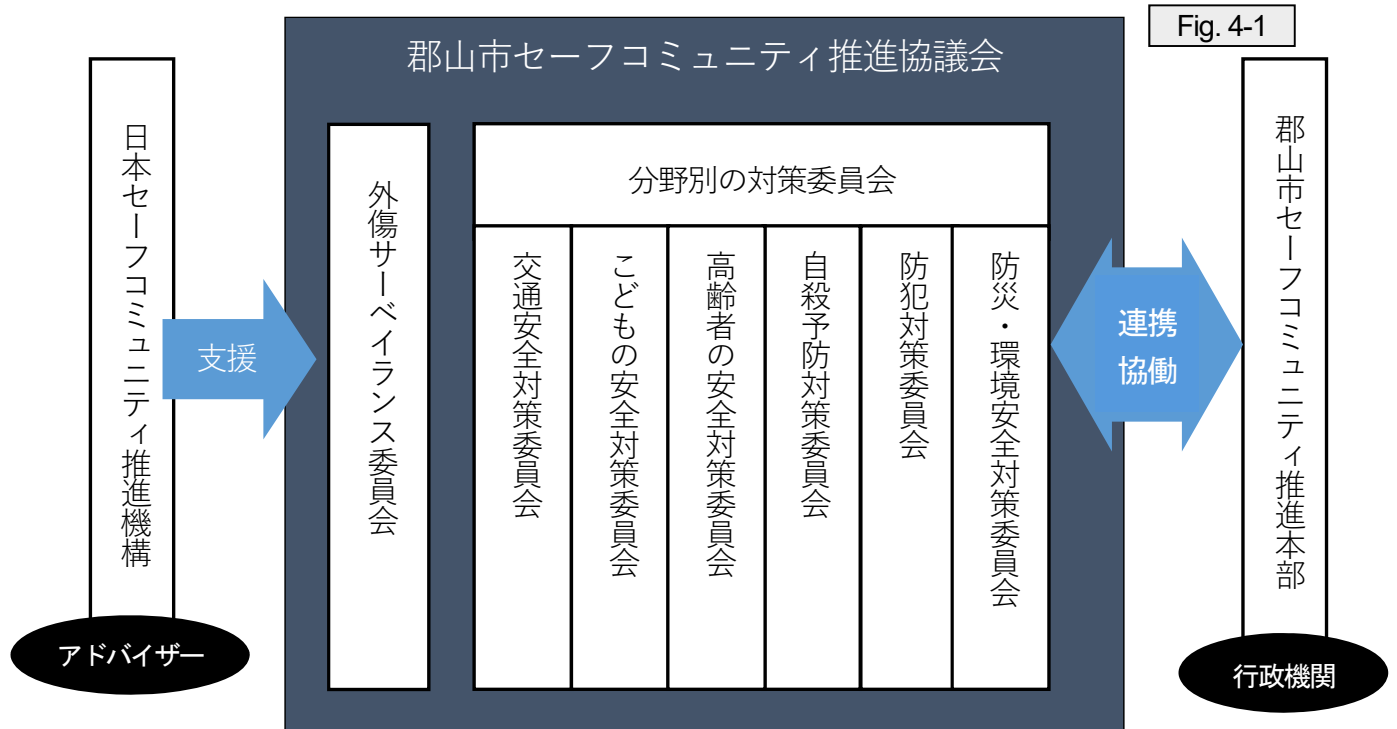 Fig. 4-1
郡山市セーフコミュニティ推進協議会
日本セーフコミュニティ推進機構
アドバイザー
支援
外傷サーベイランス委員会
分野別の対策委員会
交通安全対策委員会
こどもの安全対策委員会
高齢者の安全対策委員会
自殺予防対策委員会
防犯対策委員会
防災・環境安全対策委員会
連携
協働
郡山市セーフコミュニティ推進本部
行政機関